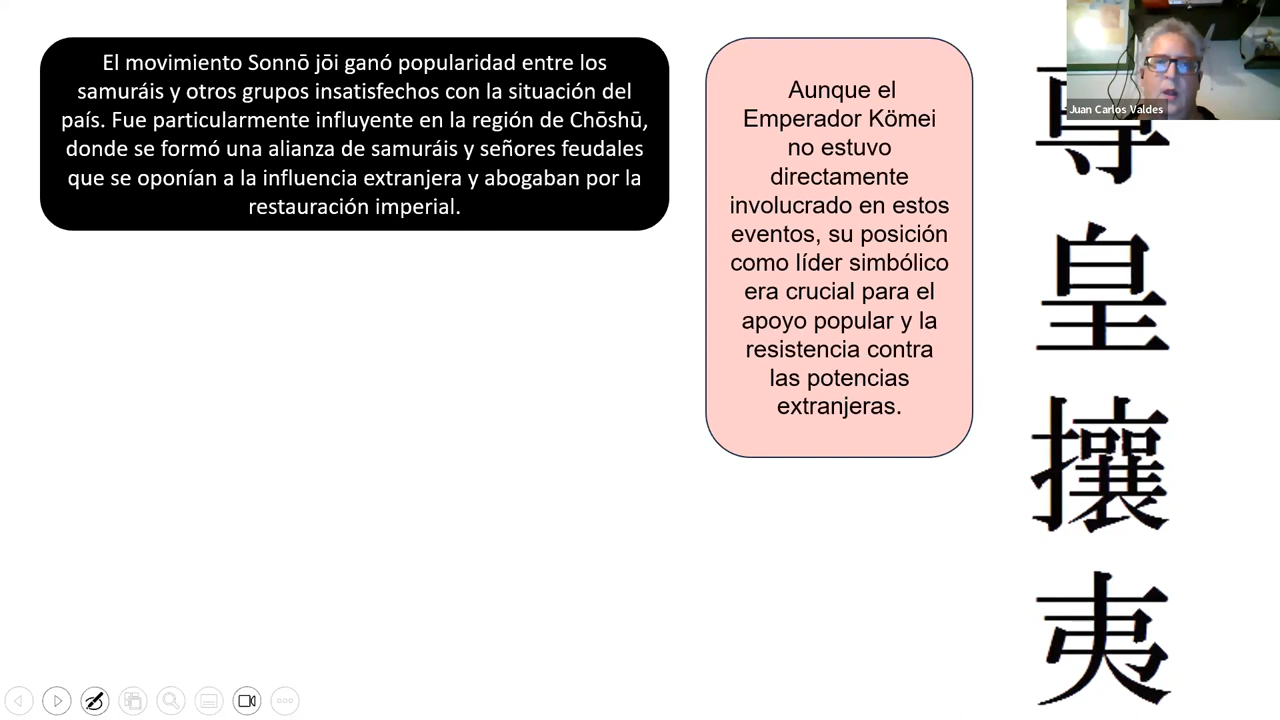 El movimiento Sonnō jōi ganó popularidad entre los
samuráis y otros grupos insatisfechos con la situación del
país. Fue particularmente influyente en la región de Chōshū,
donde se formó una alianza de samuráis y señores feudales
que se oponían a la influencia extranjera y abogaban por la
restauración imperial.
Aunque el
Emperador Kömei
no estuvo
directamente
involucrado en estos
eventos, su posición
como líder simbólico
era crucial para el
apoyo popular y la
resistencia contra
las potencias
extranjeras.
Juan Carlos Valdes
尊皇攘夷